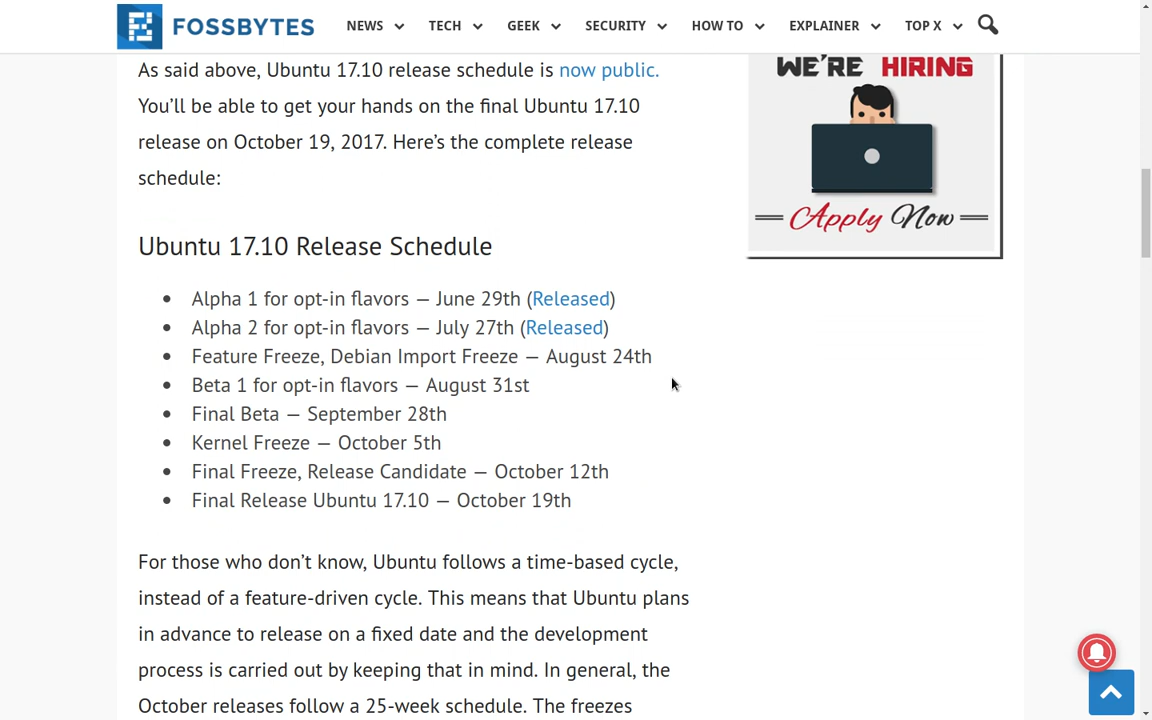 FOSSBYTES NEWS TECH GEEK SECURITY HOW TO EXPLAINER TOP X
As said above, Ubuntu 17.10 release schedule is now public.
You’ll be able to get your hands on the final Ubuntu 17.10
release on October 19, 2017. Here’s the complete release
schedule:
WE'RE HIRING
Apply Now
Ubuntu 17.10 Release Schedule
Alpha 1 for opt-in flavors — June 29th (Released)
Alpha 2 for opt-in flavors — July 27th (Released)
Feature Freeze, Debian Import Freeze — August 24th
Beta 1 for opt-in flavors — August 31st
Final Beta — September 28th
Kernel Freeze — October 5th
Final Freeze, Release Candidate — October 12th
Final Release Ubuntu 17.10 — October 19th
For those who don’t know, Ubuntu follows a time-based cycle,
instead of a feature-driven cycle. This means that Ubuntu plans
in advance to release on a fixed date and the development
process is carried out by keeping that in mind. In general, the
October releases follow a 25-week schedule. The freezes